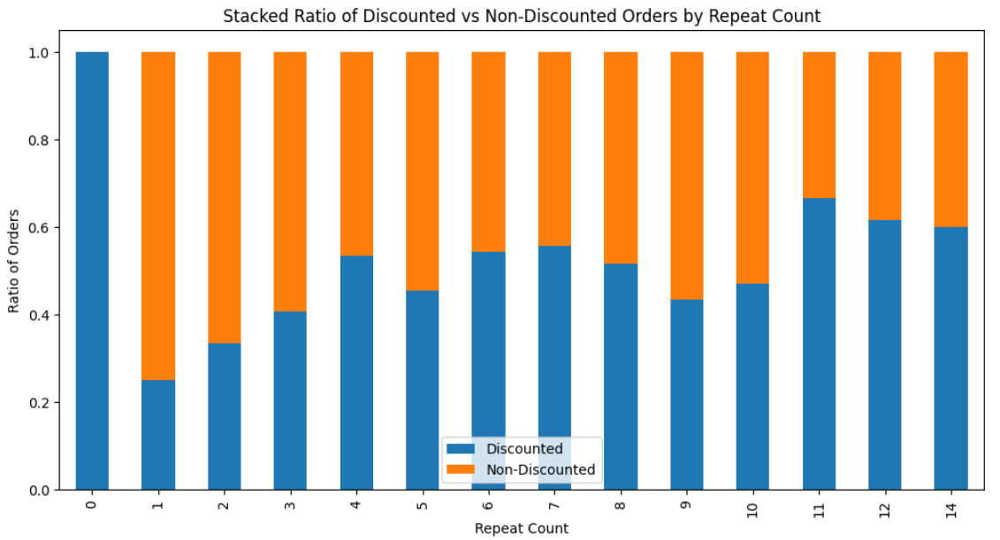 Stacked Ratio of Discounted vs Non-Discounted Orders by Repeat Count
Ratio of Orders
1.0
0.8
0.6
0.4
0.2
0.0
Discounted
Non-Discounted
0 1 2 3 4 5 6 7 8 9 10 11 12 14
Repeat Count